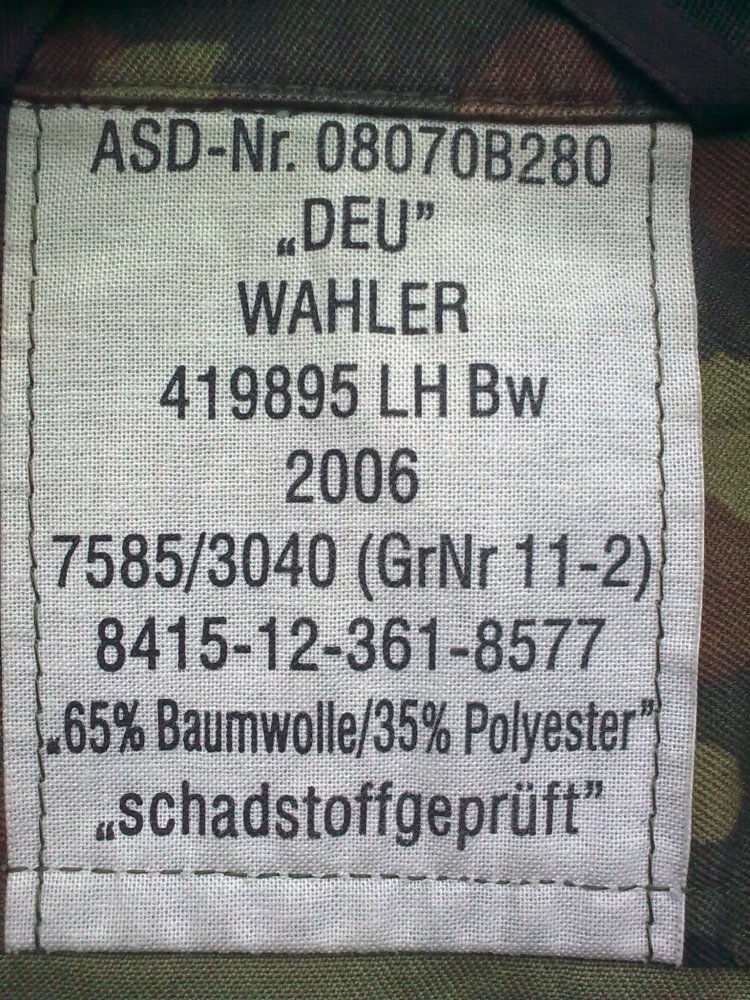 ASD-Nr. 08070B280
„DEU”
WAHLER
419895 LH Bw
2006
7585/3040 (GrNr 11-2)
8415-12-361-8577
„65% Baumwolle/35% Polyester”
„schadstoffgeprüft”